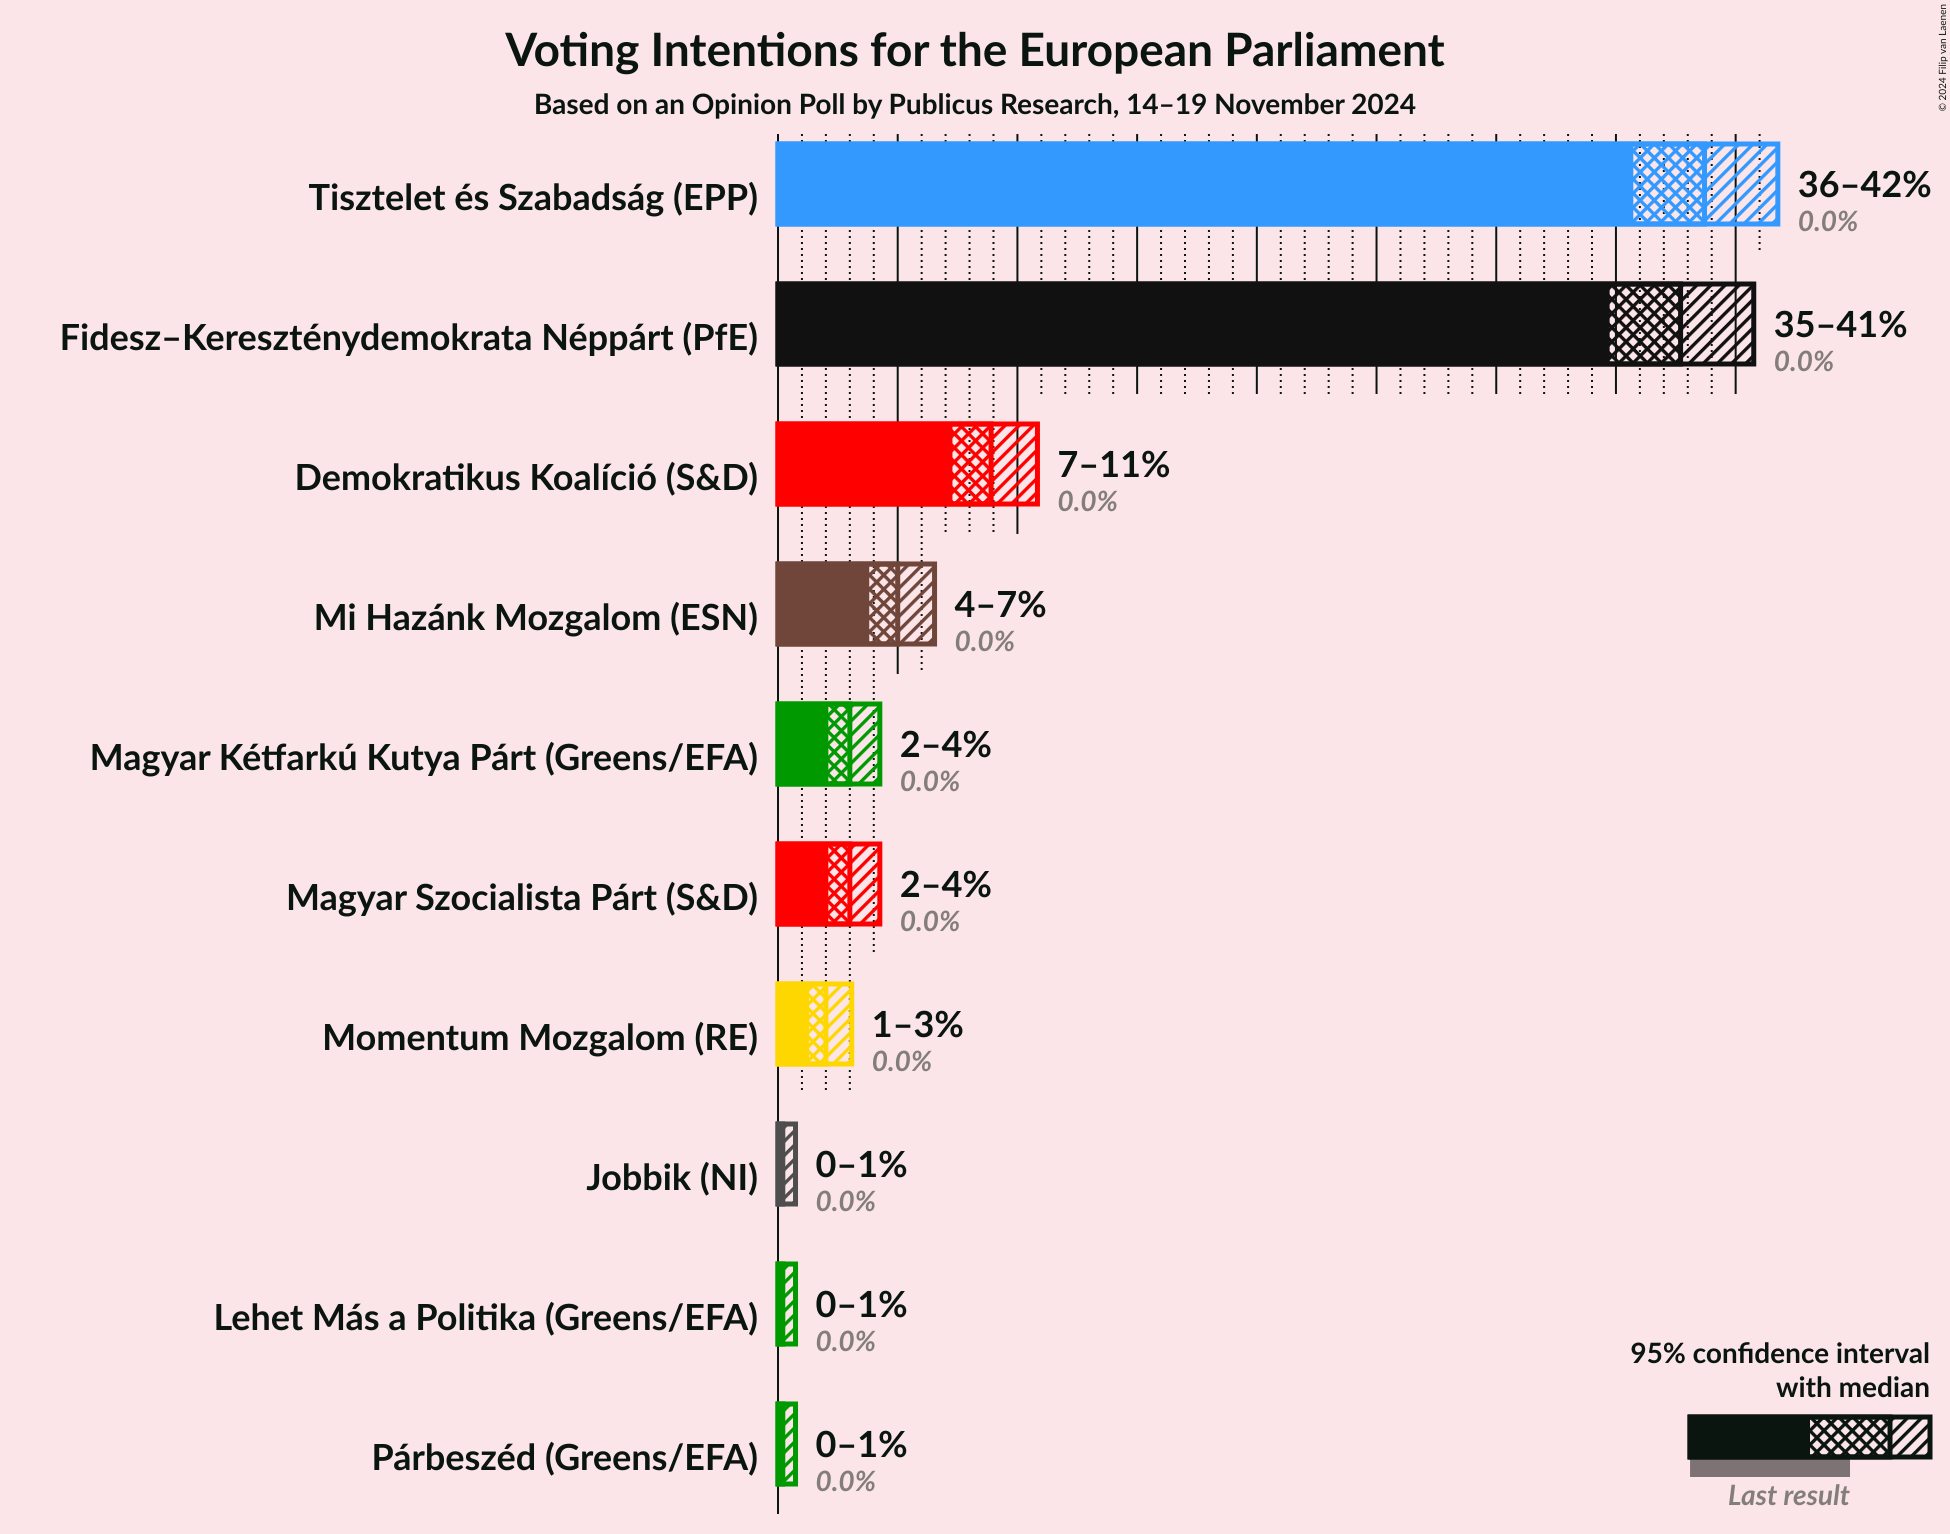 Voting Intentions for the European Parliament
Based on an Opinion Poll by Publicus Research, 14–19 November 2024
© 2024 Filip van Laenen
Tisztelet és Szabadság (EPP)
36–42%
0.0%
Fidesz–Kereszténydemokrata Néppárt (PfE)
35–41%
0.0%
Demokratikus Koalíció (S&D)
7–11%
0.0%
Mi Hazánk Mozgalom (ESN)
4–7%
0.0%
Magyar Kétfarkú Kutya Párt (Greens/EFA)
2–4%
0.0%
Magyar Szocialista Párt (S&D)
2–4%
0.0%
Momentum Mozgalom (RE)
1–3%
0.0%
Jobbik (NI)
0–1%
0.0%
Lehet Más a Politika (Greens/EFA)
0–1%
0.0%
Párbeszéd (Greens/EFA)
0–1%
0.0%
95% confidence interval
with median
Last result